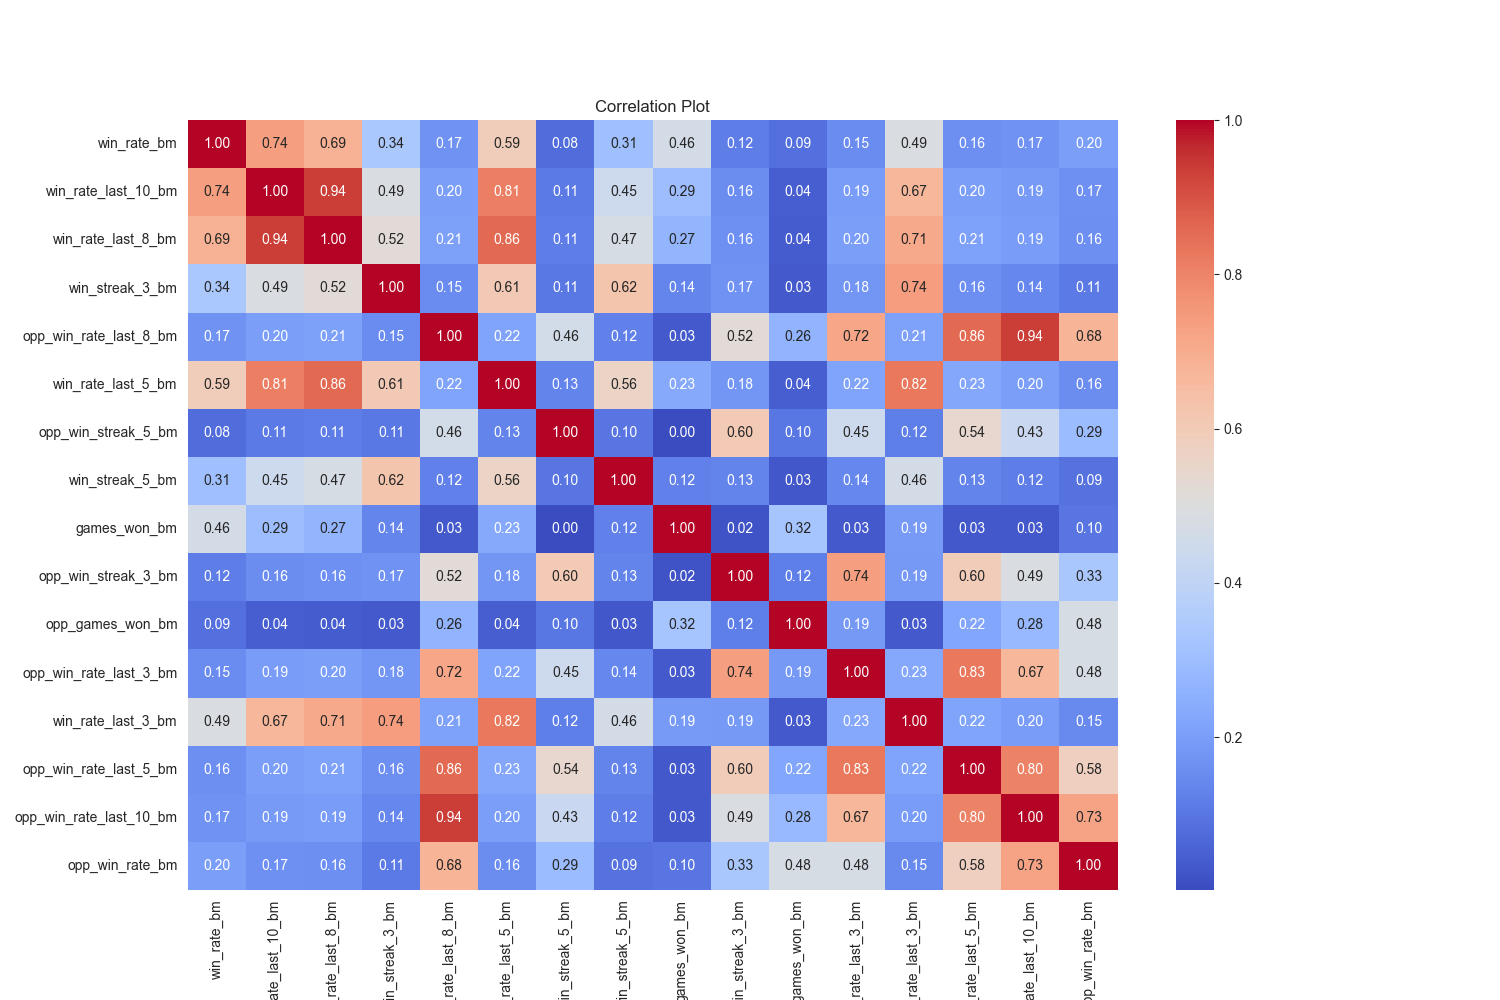 Correlation Plot
win_rate_bm 1.00 0.74 0.69 0.34 0.17 0.59 0.08 0.31 0.46 0.12 0.09 0.15 0.49 0.16 0.17 0.20
win_rate_last_10_bm 0.74 1.00 0.94 0.49 0.20 0.81 0.11 0.45 0.29 0.16 0.04 0.19 0.67 0.20 0.19 0.17
win_rate_last_8_bm 0.69 0.94 1.00 0.52 0.21 0.86 0.11 0.47 0.27 0.16 0.04 0.20 0.71 0.21 0.19 0.16
win_streak_3_bm 0.34 0.49 0.52 1.00 0.15 0.61 0.11 0.62 0.14 0.17 0.03 0.18 0.74 0.16 0.14 0.11
opp_win_rate_last_8_bm 0.17 0.20 0.21 0.15 1.00 0.22 0.46 0.12 0.03 0.52 0.26 0.72 0.21 0.86 0.94 0.68
win_rate_last_5_bm 0.59 0.81 0.86 0.61 0.22 1.00 0.13 0.56 0.23 0.18 0.04 0.22 0.82 0.23 0.20 0.16
opp_win_streak_5_bm 0.08 0.11 0.11 0.11 0.46 0.13 1.00 0.10 0.00 0.60 0.10 0.45 0.12 0.54 0.43 0.29
win_streak_5_bm 0.31 0.45 0.47 0.62 0.12 0.56 0.10 1.00 0.12 0.13 0.03 0.14 0.46 0.13 0.12 0.09
games_won_bm 0.46 0.29 0.27 0.14 0.03 0.23 0.00 0.12 1.00 0.02 0.32 0.03 0.19 0.03 0.03 0.10
opp_win_streak_3_bm 0.12 0.16 0.16 0.17 0.52 0.18 0.60 0.13 0.02 1.00 0.12 0.74 0.19 0.60 0.49 0.33
opp_games_won_bm 0.09 0.04 0.04 0.03 0.26 0.04 0.10 0.03 0.32 0.12 1.00 0.19 0.03 0.22 0.28 0.48
opp_win_rate_last_3_bm 0.15 0.19 0.20 0.18 0.72 0.22 0.45 0.14 0.03 0.74 0.19 1.00 0.23 0.83 0.67 0.48
win_rate_last_3_bm 0.49 0.67 0.71 0.74 0.21 0.82 0.12 0.46 0.19 0.19 0.03 0.23 1.00 0.22 0.20 0.15
opp_win_rate_last_5_bm 0.16 0.20 0.21 0.16 0.86 0.23 0.54 0.13 0.03 0.60 0.22 0.83 0.22 1.00 0.80 0.58
opp_win_rate_last_10_bm 0.17 0.19 0.19 0.14 0.94 0.20 0.43 0.12 0.03 0.49 0.28 0.67 0.20 0.80 1.00 0.73
opp_win_rate_bm 0.20 0.17 0.16 0.11 0.68 0.16 0.29 0.09 0.10 0.33 0.48 0.48 0.15 0.58 0.73 1.00
win_rate_bm
ate_last_10_bm
_rate_last_8_bm
in_streak_3_bm
_rate_last_8_bm
_rate_last_5_bm
in_streak_5_bm
in_streak_5_bm
games_won_bm
in_streak_3_bm
games_won_bm
_rate_last_3_bm
_rate_last_3_bm
_rate_last_5_bm
ate_last_10_bm
pp_win_rate_bm
1.0
0.8
0.6
0.4
0.2